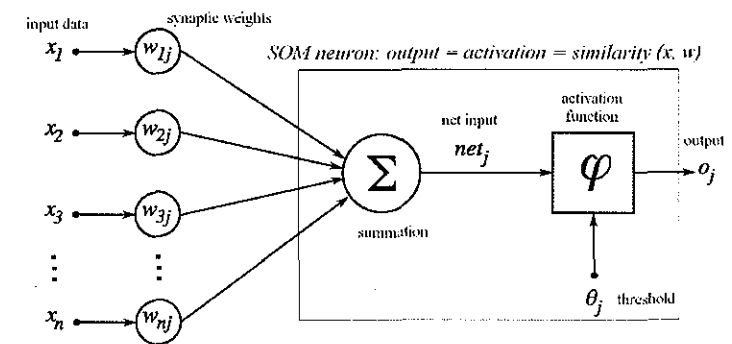 input data
synaptic weights
x1
w1j
SOM neuron: output = activation = similarity (x, w)
x2
w2j
net input
netj
activation
function
φ
output
oj
Σ
summation
x3
w3j
⋮ ⋮
xn
wnj
θj threshold